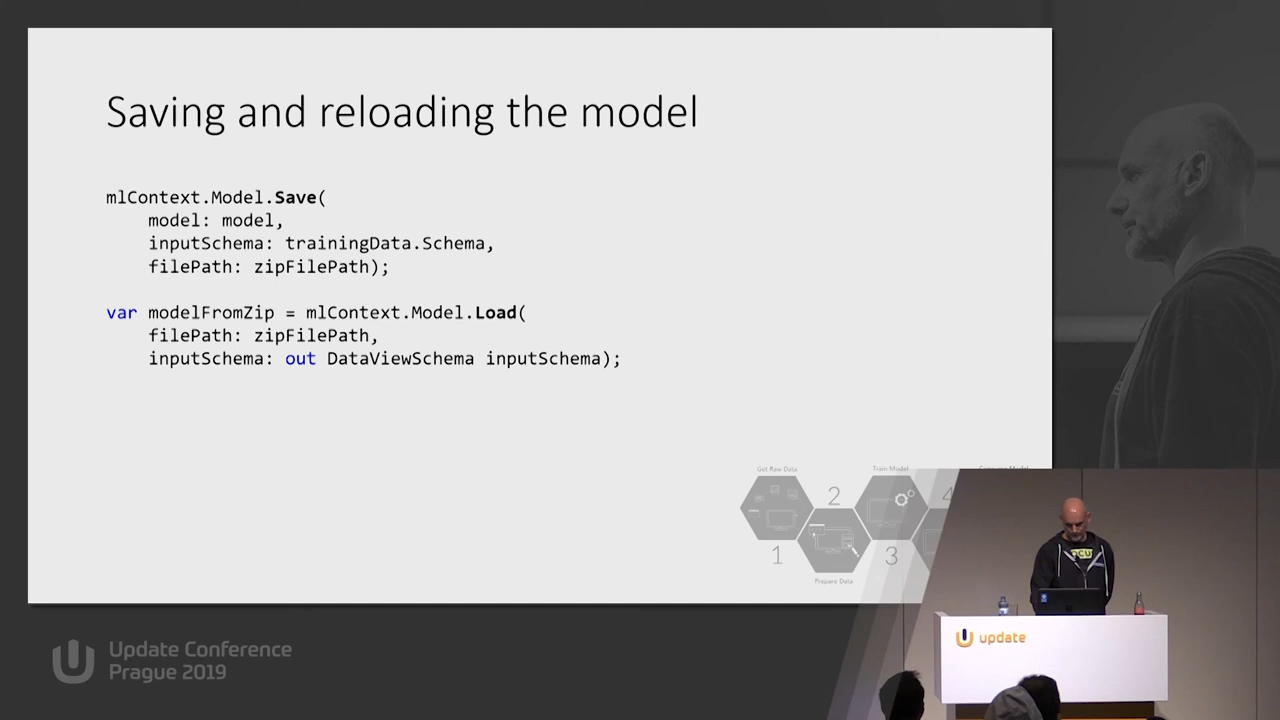 Saving and reloading the model
mlContext.Model.Save(
model: model,
inputSchema: trainingData.Schema,
filePath: zipFilePath);
var modelFromZip = mlContext.Model.Load(
filePath: zipFilePath,
inputSchema: out DataViewSchema inputSchema);
Get Raw Data
Train Model
2
4
1
3
Prepare Data
Update Conference
Prague 2019
update